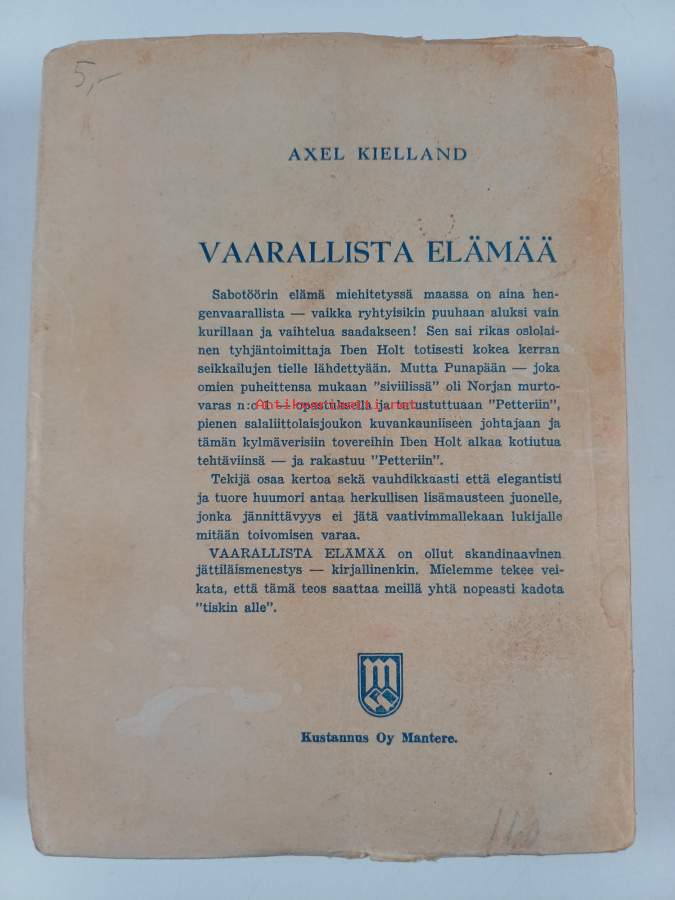 5,-
AXEL KIELLAND
VAARALLISTA ELÄMÄÄ
Sabotöörin elämä miehitetyssä maassa on aina hen-
genvaarallista — vaikka ryhtyisikin puuhaan aluksi vain
kurillaan ja vaihtelua saadakseen! Sen sai rikas oslolai-
nen tyhjäntoimittaja Iben Holt totisesti kokea kerran
seikkailujen tielle lähdettyään. Mutta Punapään — joka
omien puheittensa mukaan "siviilissä" oli Norjan murto-
varas n:o 1 — opastuksella ja tutustuttuaan "Petteriin",
pienen salaliittolaisjoukon kuvankauniiseen johtajaan ja
tämän kylmäverisiin tovereihin Iben Holt alkaa kotiutua
tehtäviinsä — ja rakastuu "Petteriin".
Tekijä osaa kertoa sekä vauhdikkaasti että elegantisti
ja tuore huumori antaa herkullisen lisämausteen juonelle,
jonka jännittävyys ei jätä vaativimmallekaan lukijalle
mitään toivomisen varaa.
VAARALLISTA ELÄMÄÄ on ollut skandinaavinen
jättiläismenestys — kirjallinenkin. Mielemme tekee vei-
kata, että tämä teos saattaa meillä yhtä nopeasti kadota
"tiskin alle".
Kustannus Oy Mantere.